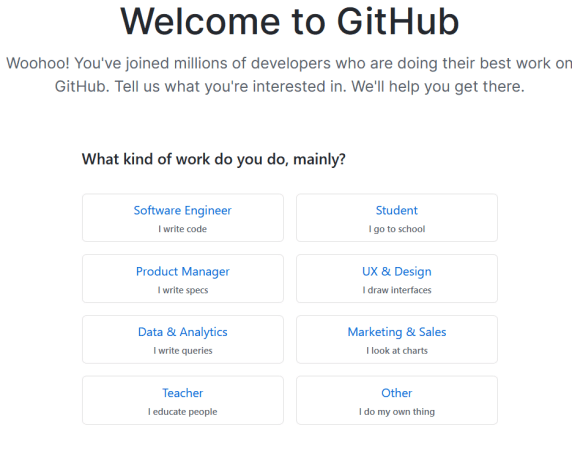 Welcome to GitHub
Woohoo! You've joined millions of developers who are doing their best work on
GitHub. Tell us what you're interested in. We'll help you get there.
What kind of work do you do, mainly?
Software Engineer
I write code
Student
I go to school
Product Manager
I write specs
UX & Design
I draw interfaces
Data & Analytics
I write queries
Marketing & Sales
I look at charts
Teacher
I educate people
Other
I do my own thing